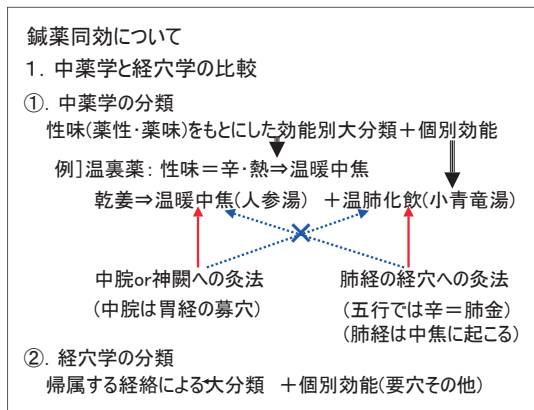 鍼薬同効について
1．中薬学と経穴学の比較
①．中薬学の分類
性味(薬性･薬味)をもとにした効能別大分類＋個別効能
例］温裏薬：性味＝辛･熱⇒温暖中焦
乾姜⇒温暖中焦(人参湯) ＋温肺化飲(小青竜湯)
中脘or神闕への灸法 肺経の経穴への灸法
(中脘は胃経の募穴) (五行では辛＝肺金)
(肺経は中焦に起こる)
②．経穴学の分類
帰属する経絡による大分類 ＋個別効能(要穴その他)